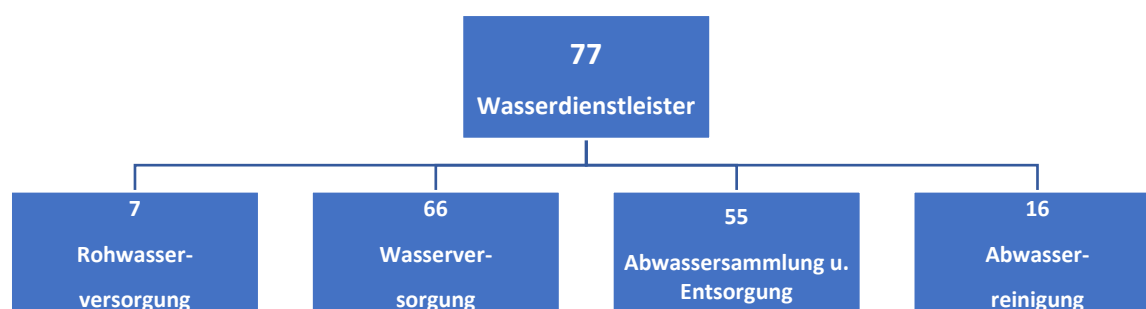 77
Wasserdienstleister
7
Rohwasser-
versorgung
66
Wasserver-
sorgung
55
Abwassersammlung u.
Entsorgung
16
Abwasser-
reinigung